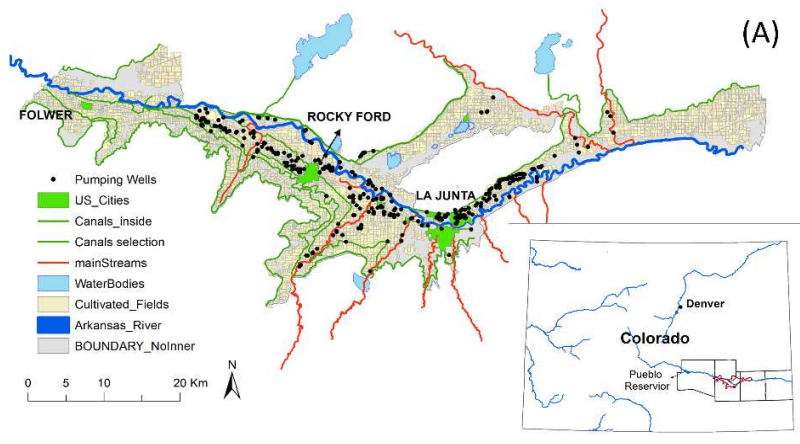 (A)
FOLWER
ROCKY FORD
LA JUNTA
Pumping Wells
US_Cities
Canals_inside
Canals selection
mainStreams
WaterBodies
Cultivated_Fields
Arkansas_River
BOUNDARY_NoInner
N
0 5 10 20 Km
Denver
Colorado
Pueblo
Reservior